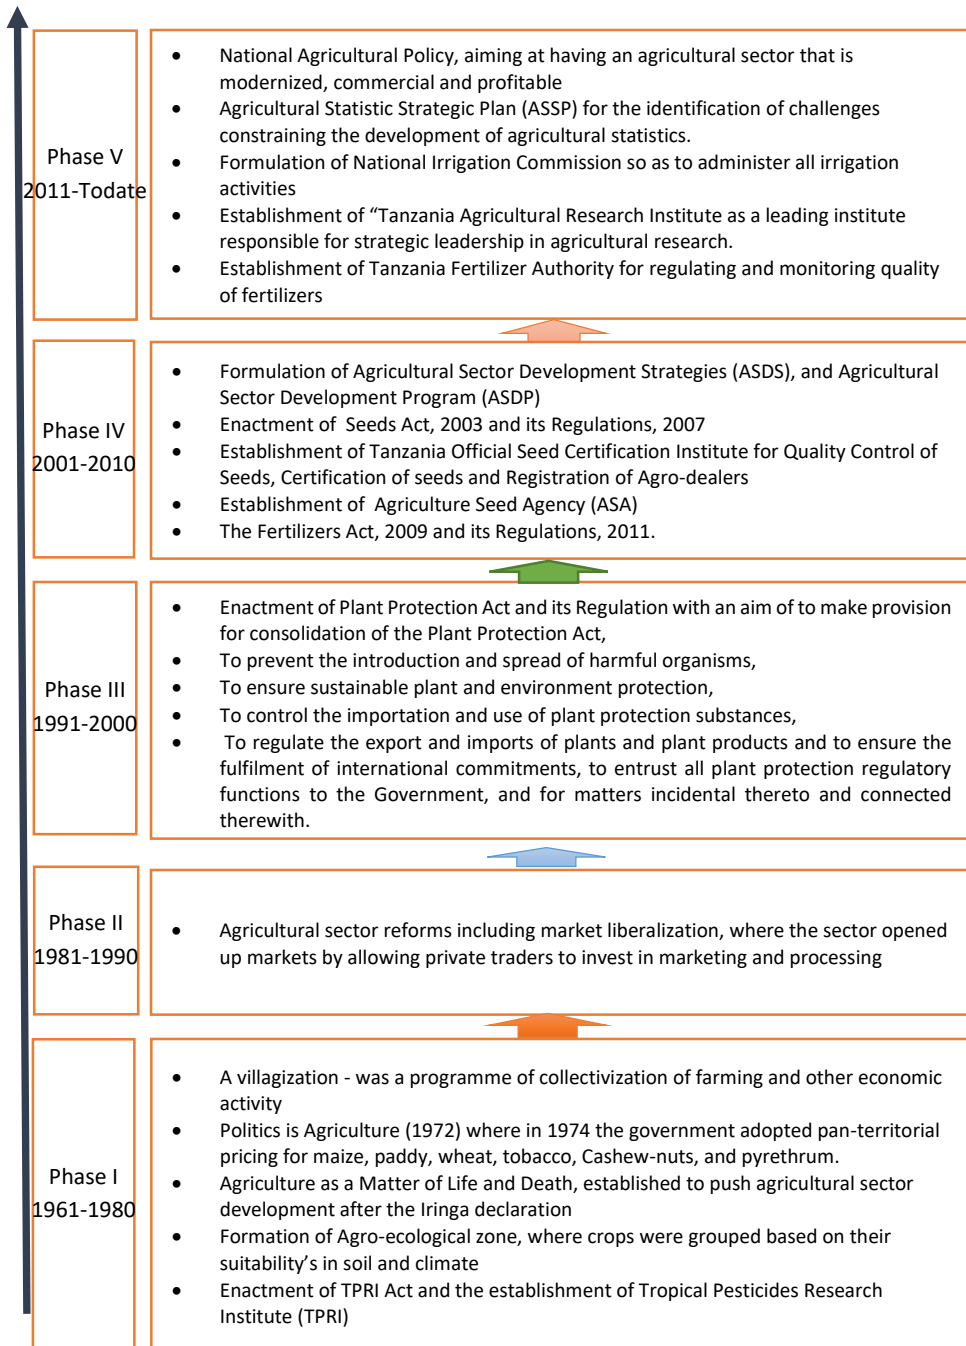 Phase V
2011-Todate
• National Agricultural Policy, aiming at having an agricultural sector that is
modernized, commercial and profitable
• Agricultural Statistic Strategic Plan (ASSP) for the identification of challenges
constraining the development of agricultural statistics.
• Formulation of National Irrigation Commission so as to administer all irrigation
activities
• Establishment of “Tanzania Agricultural Research Institute as a leading institute
responsible for strategic leadership in agricultural research.
• Establishment of Tanzania Fertilizer Authority for regulating and monitoring quality
of fertilizers
Phase IV
2001-2010
• Formulation of Agricultural Sector Development Strategies (ASDS), and Agricultural
Sector Development Program (ASDP)
• Enactment of Seeds Act, 2003 and its Regulations, 2007
• Establishment of Tanzania Official Seed Certification Institute for Quality Control of
Seeds, Certification of seeds and Registration of Agro-dealers
• Establishment of Agriculture Seed Agency (ASA)
• The Fertilizers Act, 2009 and its Regulations, 2011.
Phase III
1991-2000
• Enactment of Plant Protection Act and its Regulation with an aim of to make provision
for consolidation of the Plant Protection Act,
• To prevent the introduction and spread of harmful organisms,
• To ensure sustainable plant and environment protection,
• To control the importation and use of plant protection substances,
• To regulate the export and imports of plants and plant products and to ensure the
fulfilment of international commitments, to entrust all plant protection regulatory
functions to the Government, and for matters incidental thereto and connected
therewith.
Phase II
1981-1990
• Agricultural sector reforms including market liberalization, where the sector opened
up markets by allowing private traders to invest in marketing and processing
Phase I
1961-1980
• A villagization - was a programme of collectivization of farming and other economic
activity
• Politics is Agriculture (1972) where in 1974 the government adopted pan-territorial
pricing for maize, paddy, wheat, tobacco, Cashew-nuts, and pyrethrum.
• Agriculture as a Matter of Life and Death, established to push agricultural sector
development after the Iringa declaration
• Formation of Agro-ecological zone, where crops were grouped based on their
suitability’s in soil and climate
• Enactment of TPRI Act and the establishment of Tropical Pesticides Research
Institute (TPRI)